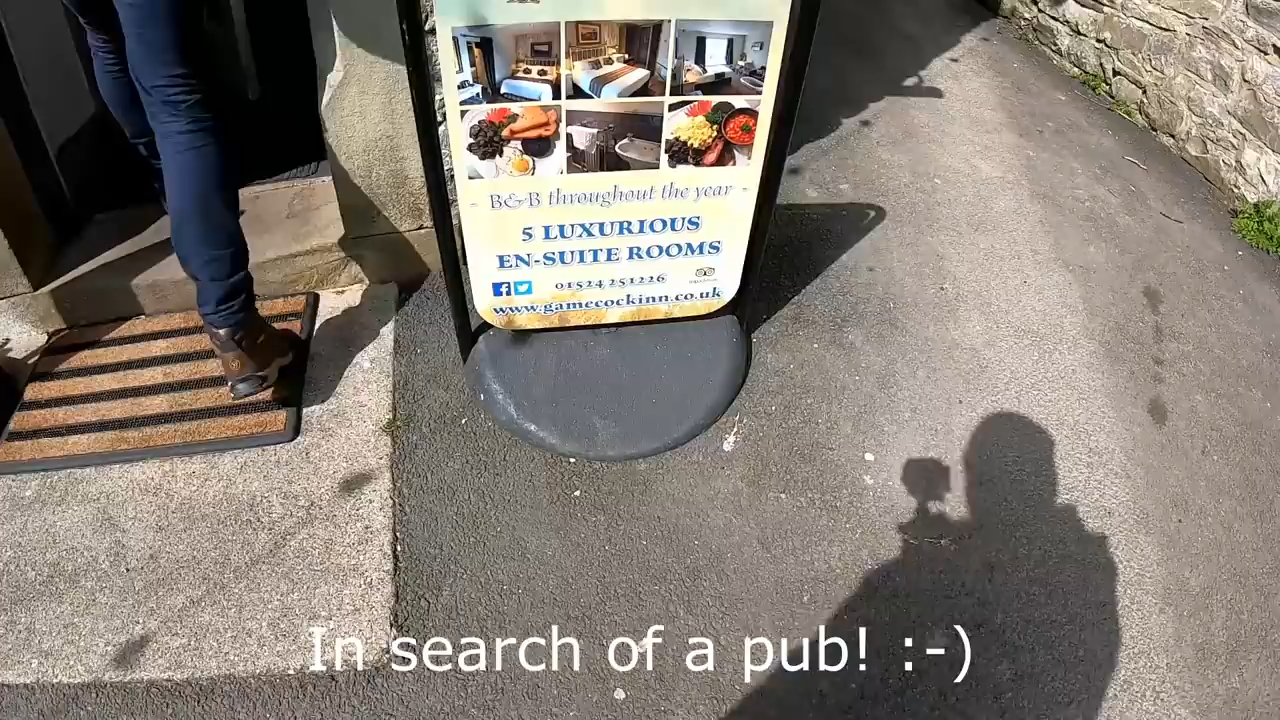 - B&B throughout the year -
5 LUXURIOUS
EN-SUITE ROOMS
01524 251226
www.gamecockinn.co.uk
In search of a pub! :-)